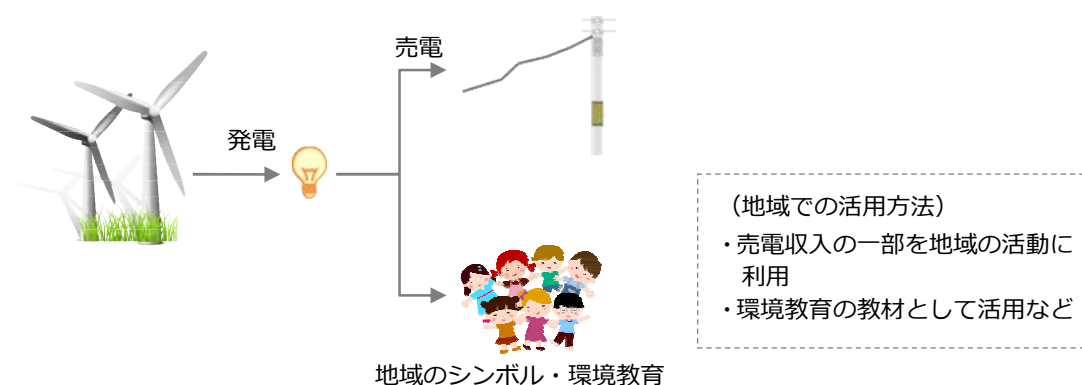 売電
発電
（地域での活用方法）
・売電収入の一部を地域の活動に
利用
・環境教育の教材として活用など
地域のシンボル・環境教育